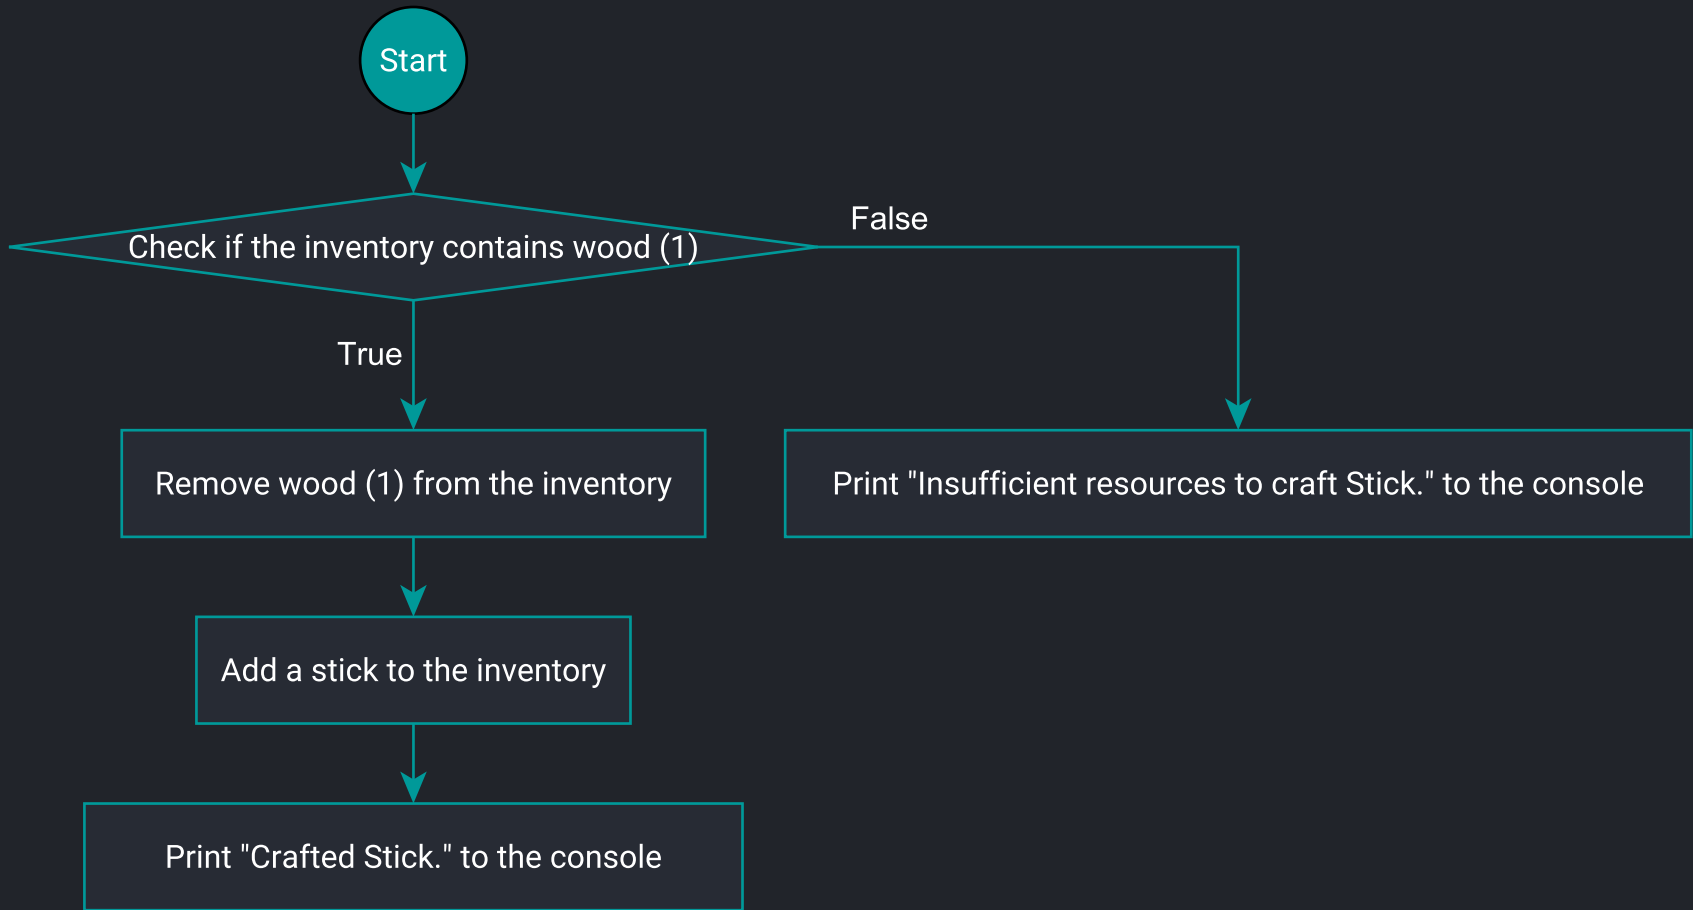 Start
Check if the inventory contains wood (1)
False
True
Remove wood (1) from the inventory
Print "Insufficient resources to craft Stick." to the console
Add a stick to the inventory
Print "Crafted Stick." to the console